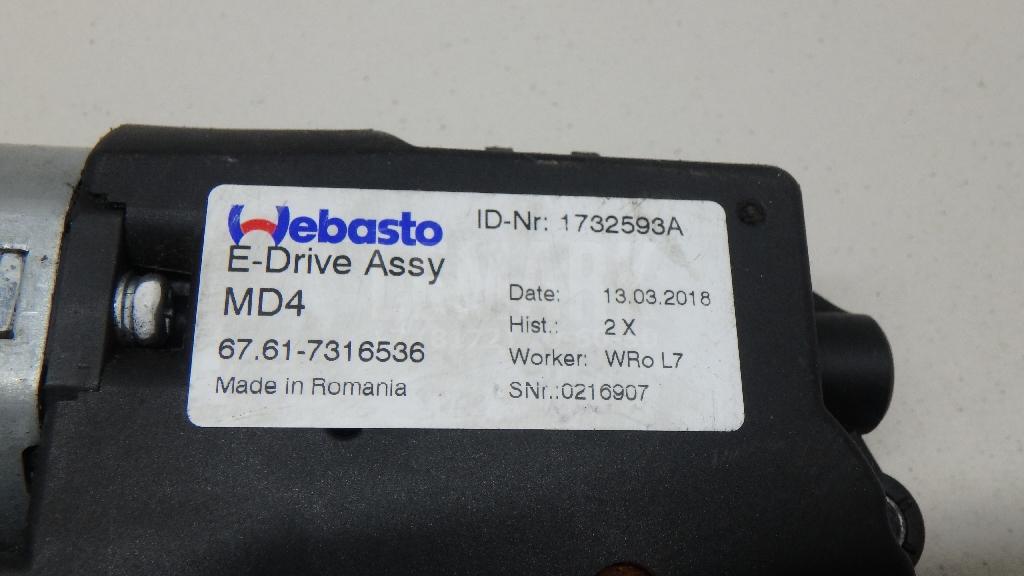 Webasto
E-Drive Assy
MD4
67.61-7316536
Made in Romania
ID-Nr: 1732593A
Date: 13.03.2018
Hist.: 2 X
Worker: WRo L7
SNr.:0216907